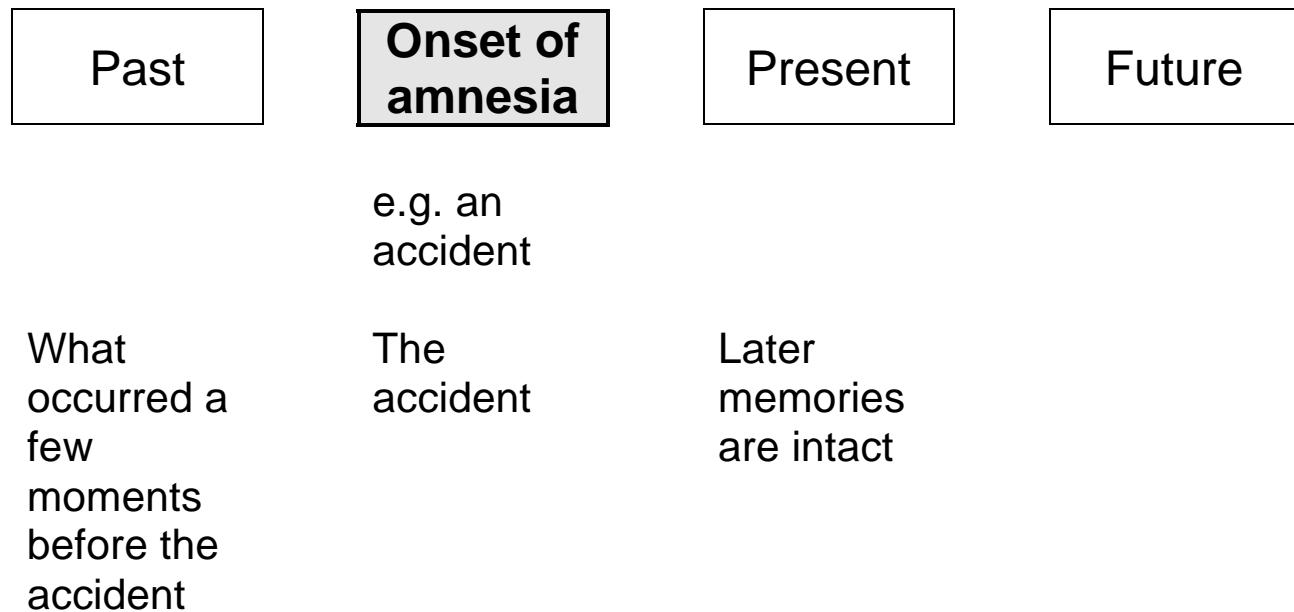 Past
Onset of
amnesia
Present
Future
e.g. an
accident
What
occurred a
few
moments
before the
accident
The
accident
Later
memories
are intact